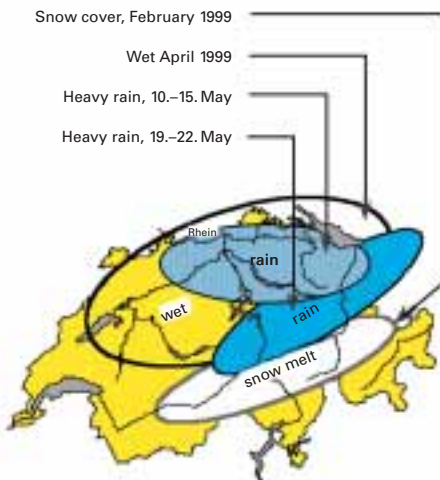 Snow cover, February 1999
Wet April 1999
Heavy rain, 10.–15. May
Heavy rain, 19.–22. May
Rhein
rain
wet
rain
snow melt